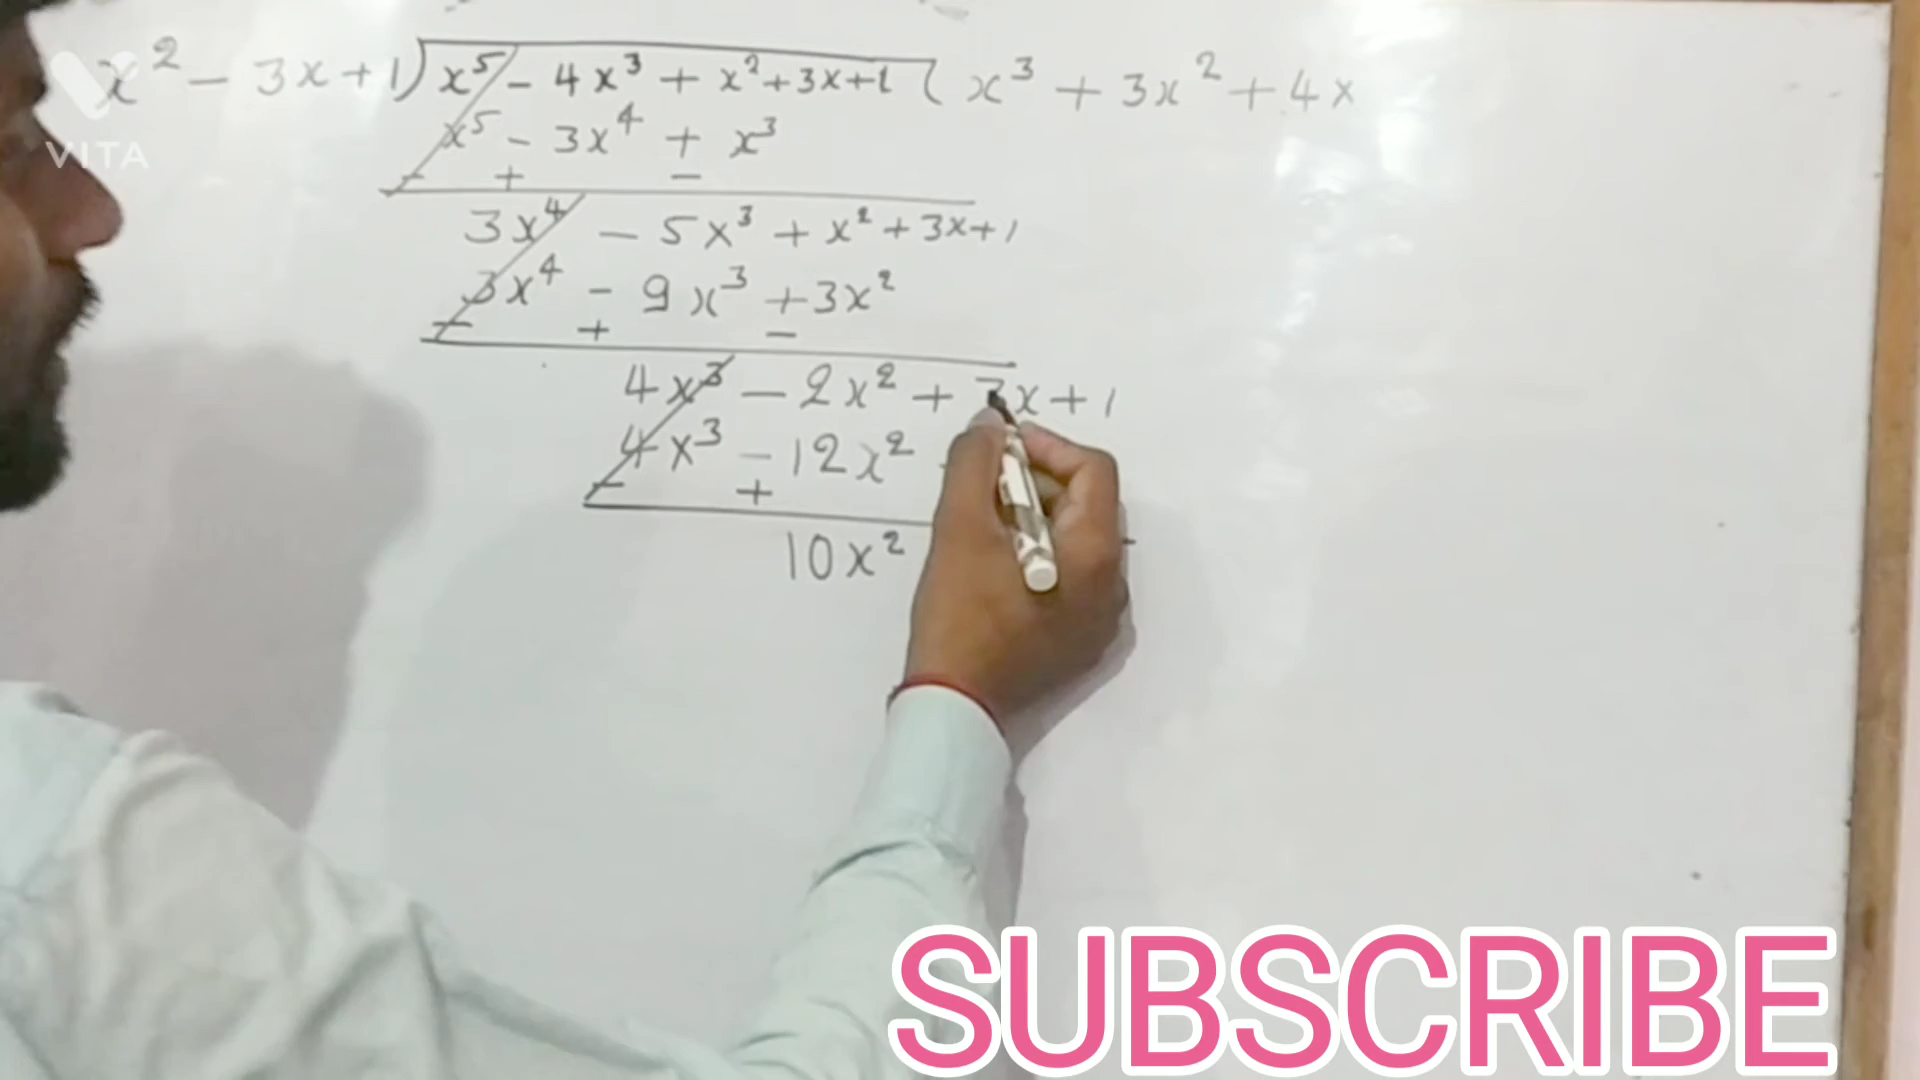 x² - 3x + 1) x⁵ - 4x³ + x² + 3x + 1 ( x³ + 3x² + 4x
x⁵ - 3x⁴ + x³
- + -
3x⁴ - 5x³ + x² + 3x + 1
3x⁴ - 9x³ + 3x²
- + -
4x³ - 2x² + 3x + 1
4x³ - 12x²
- +
10x²
VITA
SUBSCRIBE